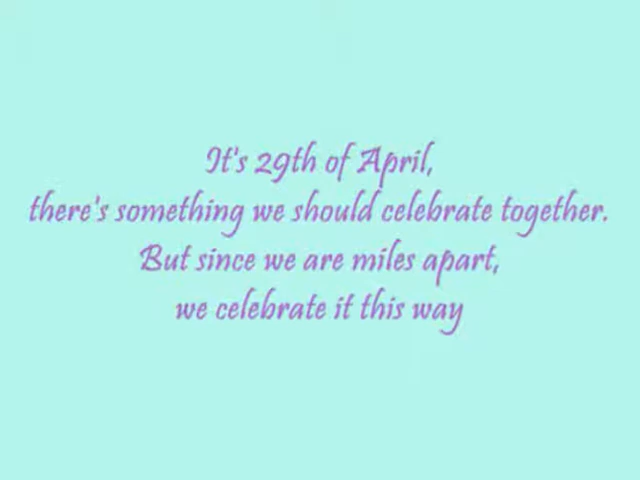 It's 29th of April,
there's something we should celebrate together.
But since we are miles apart,
we celebrate it this way